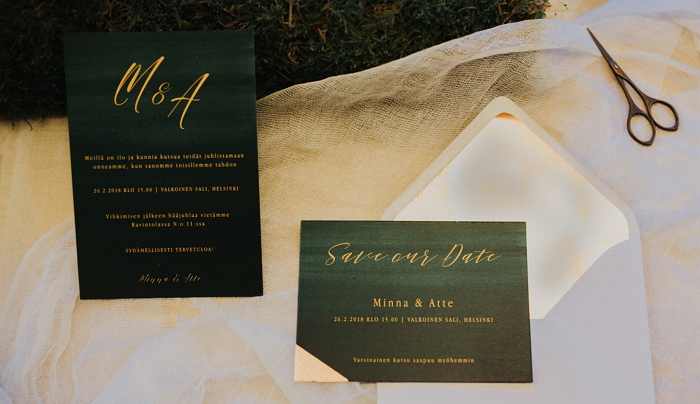 M & A
Meillä on ilo ja kunnia kutsua teidät juhlistamaan
onneamme, kun sanomme toisillemme tahdon
26.2.2018 KLO 15.00 | VALKOINEN SALI, HELSINKI
Vihkimisen jälkeen hääjuhlaa vietämme
Ravintolassa N:o 11:ssa
SYDÄMELLISESTI TERVETULOA!
Minna & Atte
Save our Date
Minna & Atte
26.2.2018 KLO 15.00 | VALKOINEN SALI, HELSINKI
Varsinainen kutsu saapuu myöhemmin